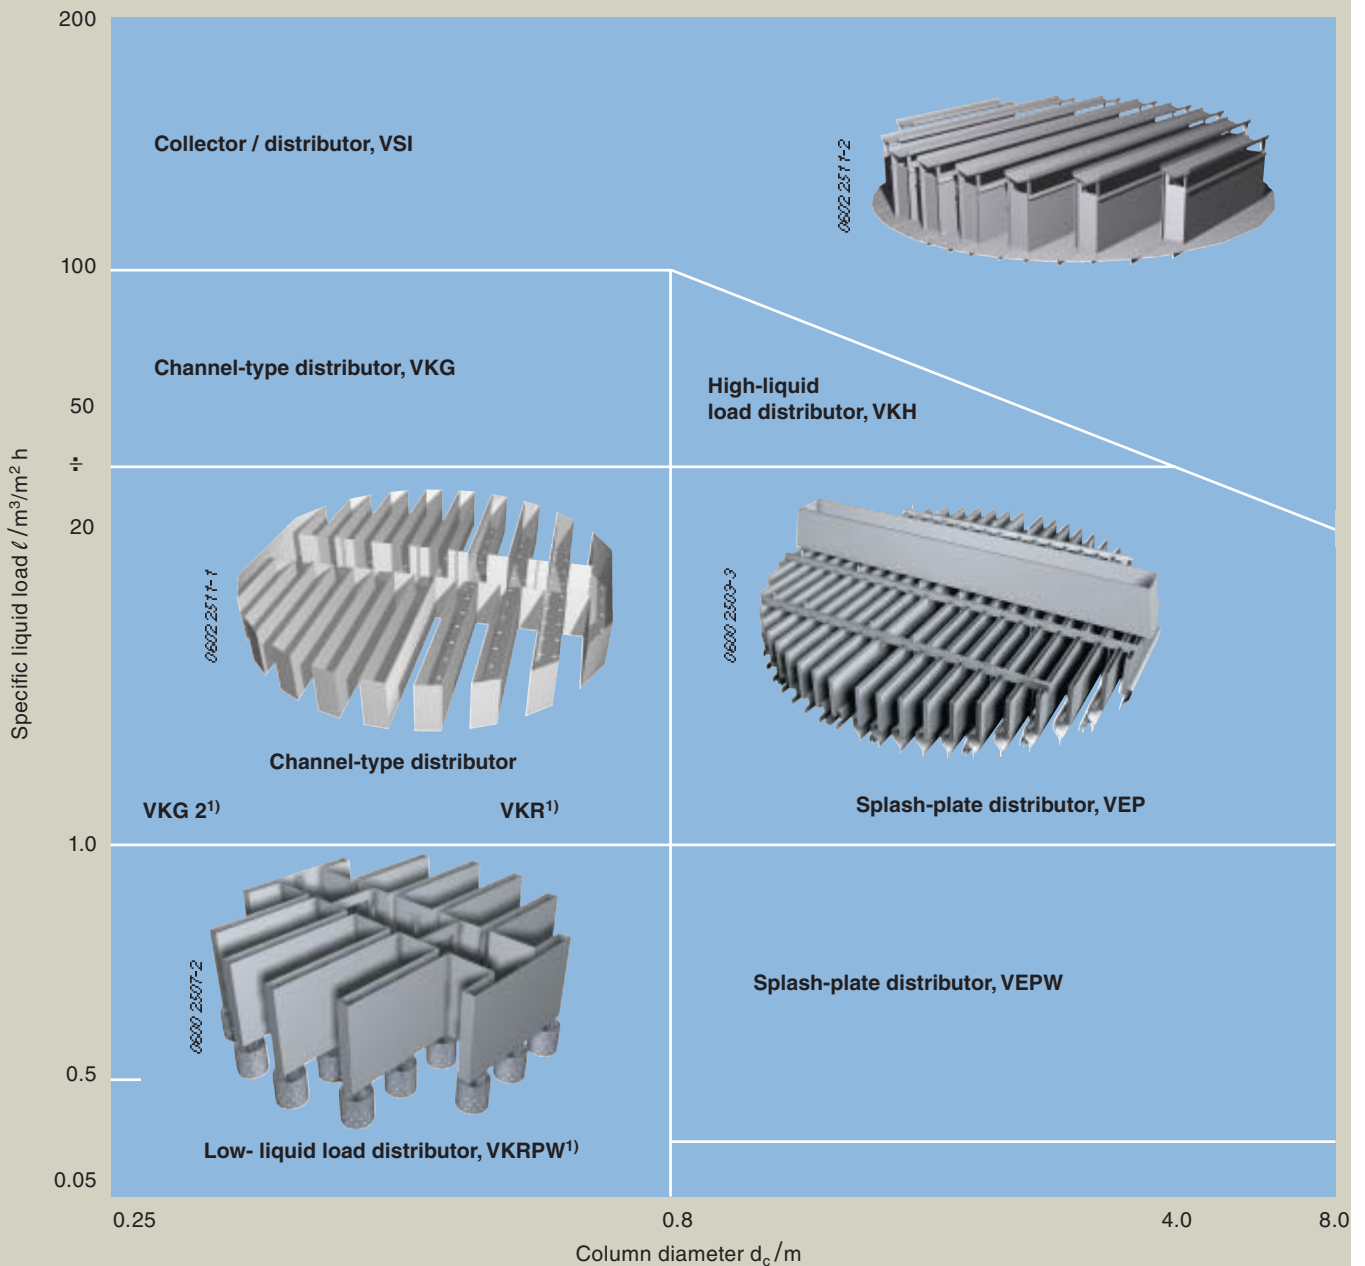 200
Collector / distributor, VSI
0602 2511-2
100
Channel-type distributor, VKG
High-liquid
load distributor, VKH
50
÷
20
Specific liquid load ℓ/m³/m² h
0602 2511-1
0600 2503-3
Channel-type distributor
VKG 2¹⁾ VKR¹⁾
Splash-plate distributor, VEP
1.0
0600 2507-2
Splash-plate distributor, VEPW
0.5
Low- liquid load distributor, VKRPW¹⁾
0.05
0.25 0.8 4.0 8.0
Column diameter d_c/m